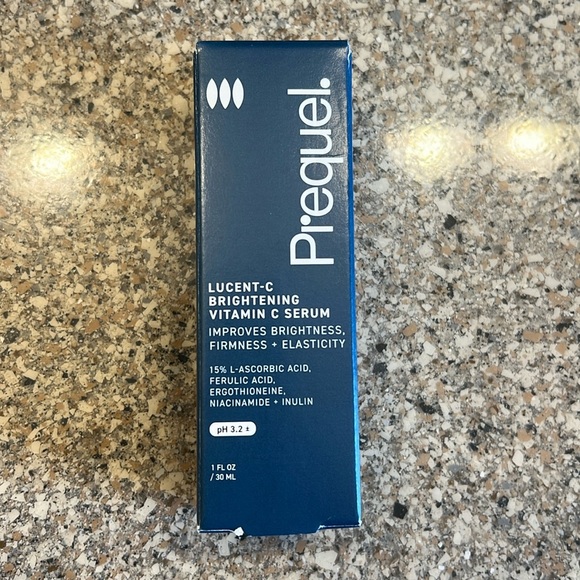 Prequel.
LUCENT-C
BRIGHTENING
VITAMIN C SERUM
IMPROVES BRIGHTNESS,
FIRMNESS + ELASTICITY
15% L-ASCORBIC ACID,
FERULIC ACID,
ERGOTHIONEINE,
NIACINAMIDE + INULIN
pH 3.2 ±
1 FL OZ
/ 30 ML